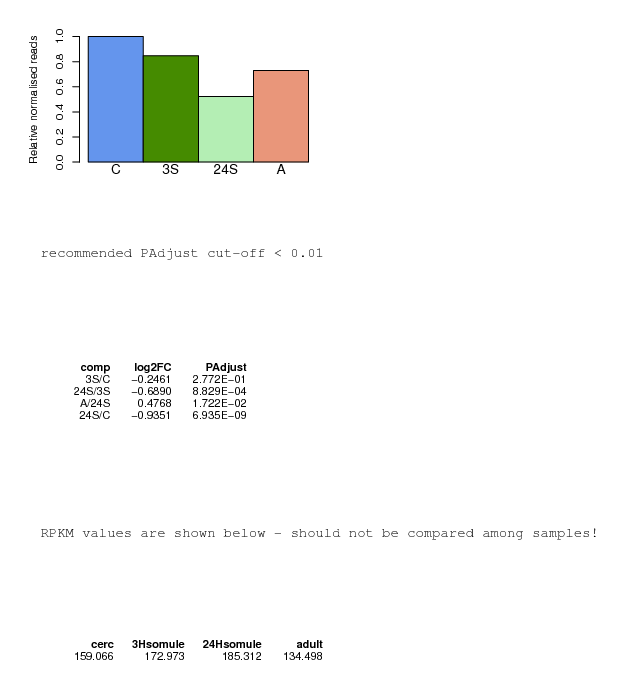 Relative normalised reads
1.0
0.8
0.6
0.4
0.2
0.0
C 3S 24S A
recommended PAdjust cut-off < 0.01
comp log2FC PAdjust
3S/C −0.2461 2.772E−01
24S/3S −0.6890 8.829E−04
A/24S 0.4768 1.722E−02
24S/C −0.9351 6.935E−09
RPKM values are shown below - should not be compared among samples!
cerc 3Hsomule 24Hsomule adult
159.066 172.973 185.312 134.498